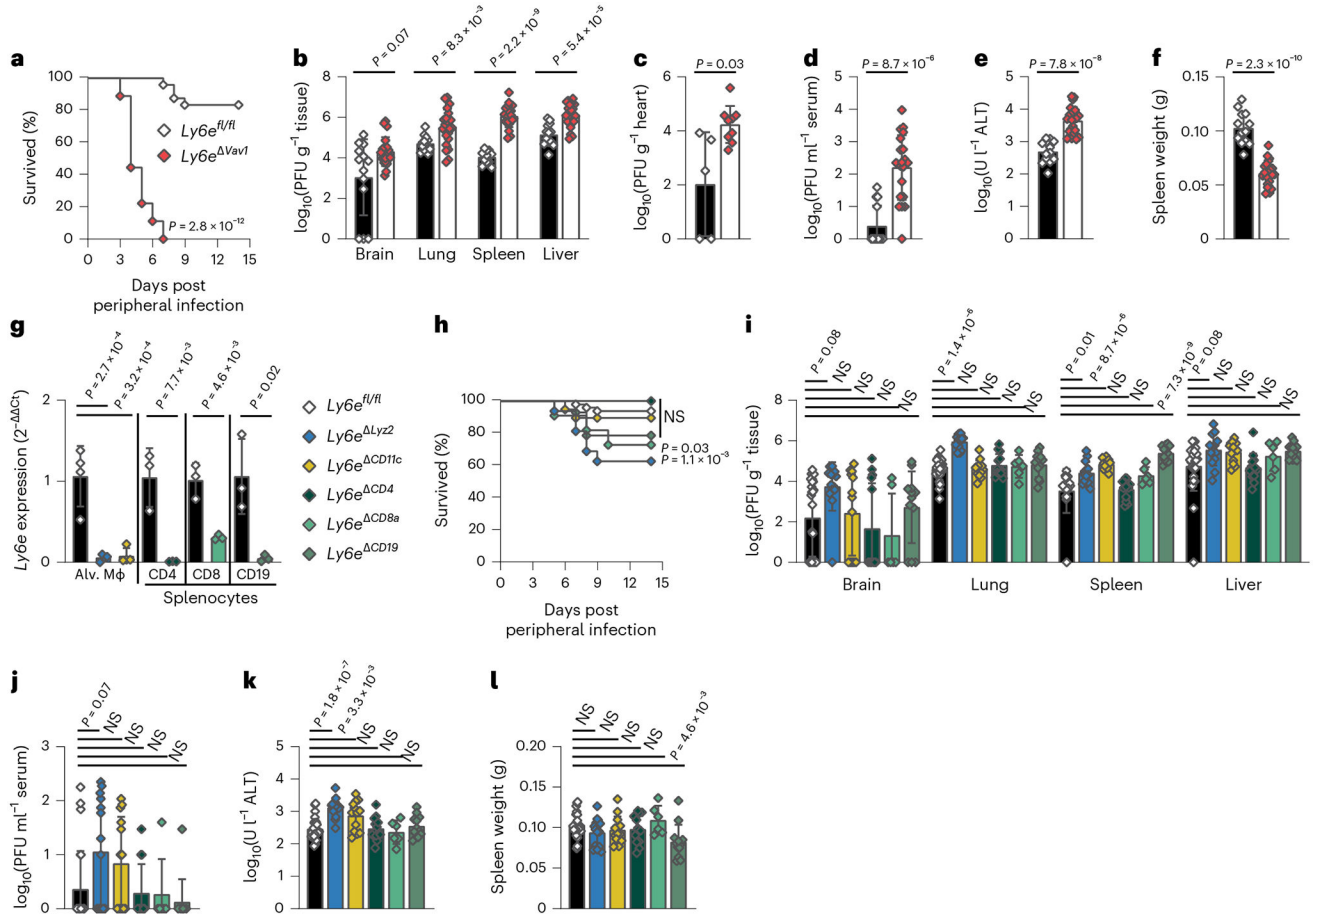 a
Survived (%)
100
80
60
40
20
0
Ly6e^fl/fl
Ly6e^ΔVav1
P = 2.8 × 10⁻¹²
0 3 6 9 12 15
Days post
peripheral infection
b
P = 0.07
P = 8.3 × 10⁻³
P = 2.2 × 10⁻⁹
P = 5.4 × 10⁻⁵
log₁₀(PFU g⁻¹ tissue)
8
6
4
2
0
Brain Lung Spleen Liver
c
P = 0.03
log₁₀(PFU g⁻¹ heart)
6
4
2
0
d
P = 8.7 × 10⁻⁶
log₁₀(PFU ml⁻¹ serum)
5
4
3
2
1
0
e
P = 7.8 × 10⁻⁸
log₁₀(U l⁻¹ ALT)
5
4
3
2
1
0
f
P = 2.3 × 10⁻¹⁰
Spleen weight (g)
0.15
0.10
0.05
0
g
P = 2.7 × 10⁻⁴
P = 3.2 × 10⁻⁴
P = 7.7 × 10⁻³
P = 4.6 × 10⁻³
P = 0.02
Ly6e expression (2^−ΔΔCt)
2
1
0
Alv. Mϕ CD4 CD8 CD19
Splenocytes
Ly6e^fl/fl
Ly6e^ΔLyz2
Ly6e^ΔCD11c
Ly6e^ΔCD4
Ly6e^ΔCD8a
Ly6e^ΔCD19
h
Survived (%)
100
80
60
40
20
0
NS
P = 0.03
P = 1.1 × 10⁻³
0 3 6 9 12 15
Days post
peripheral infection
i
P = 0.08
NS
NS
NS
NS
P = 1.4 × 10⁻⁶
NS
NS
NS
NS
P = 0.01
P = 8.7 × 10⁻⁶
NS
NS
P = 7.3 × 10⁻⁹
P = 0.08
NS
NS
NS
NS
log₁₀(PFU g⁻¹ tissue)
8
6
4
2
0
Brain Lung Spleen Liver
j
P = 0.07
NS
NS
NS
NS
log₁₀(PFU ml⁻¹ serum)
3
2
1
0
k
P = 1.8 × 10⁻⁷
P = 3.3 × 10⁻³
NS
NS
NS
log₁₀(U l⁻¹ ALT)
5
4
3
2
1
0
l
NS
NS
NS
NS
P = 4.6 × 10⁻³
Spleen weight (g)
0.20
0.15
0.10
0.05
0